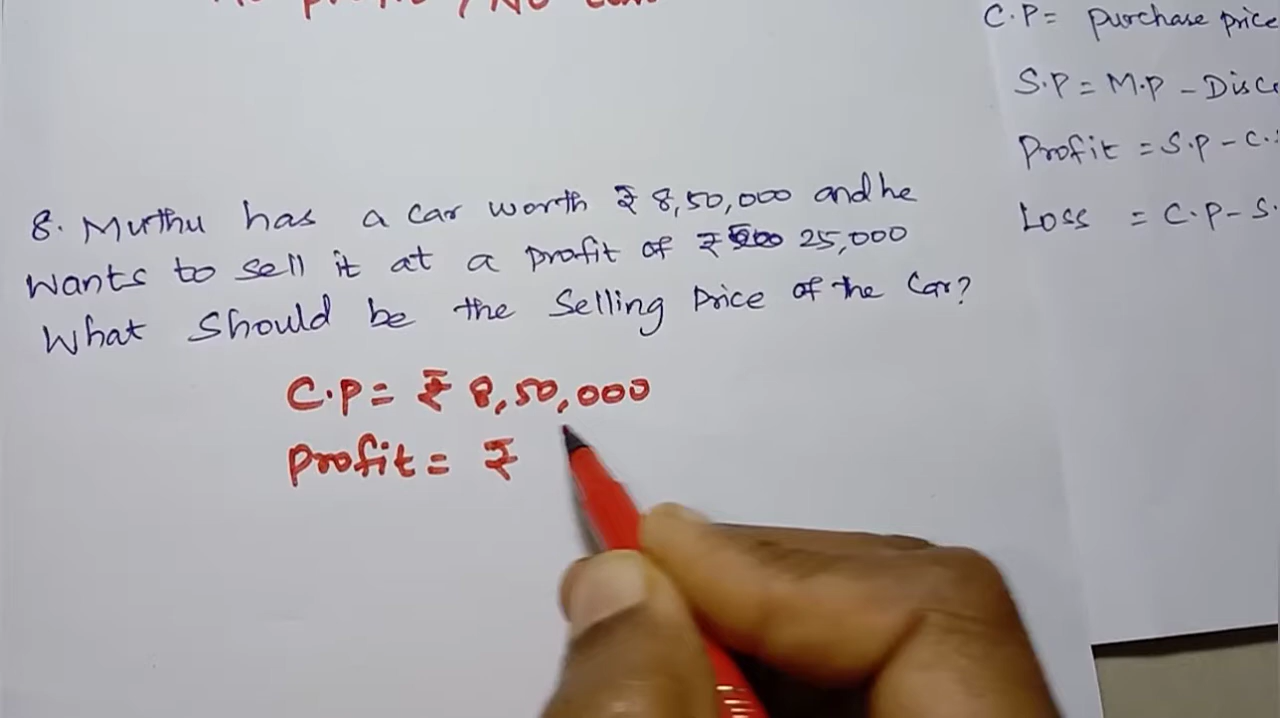 C.P = purchase price
S.P = M.P - Disc
Profit = S.P - C.
Loss = C.P - S.
8. Muthu has a car worth ₹ 8,50,000 and he
wants to sell it at a profit of ₹ 25,000
What should be the selling price of the Car?
C.P = ₹ 8,50,000
Profit = ₹